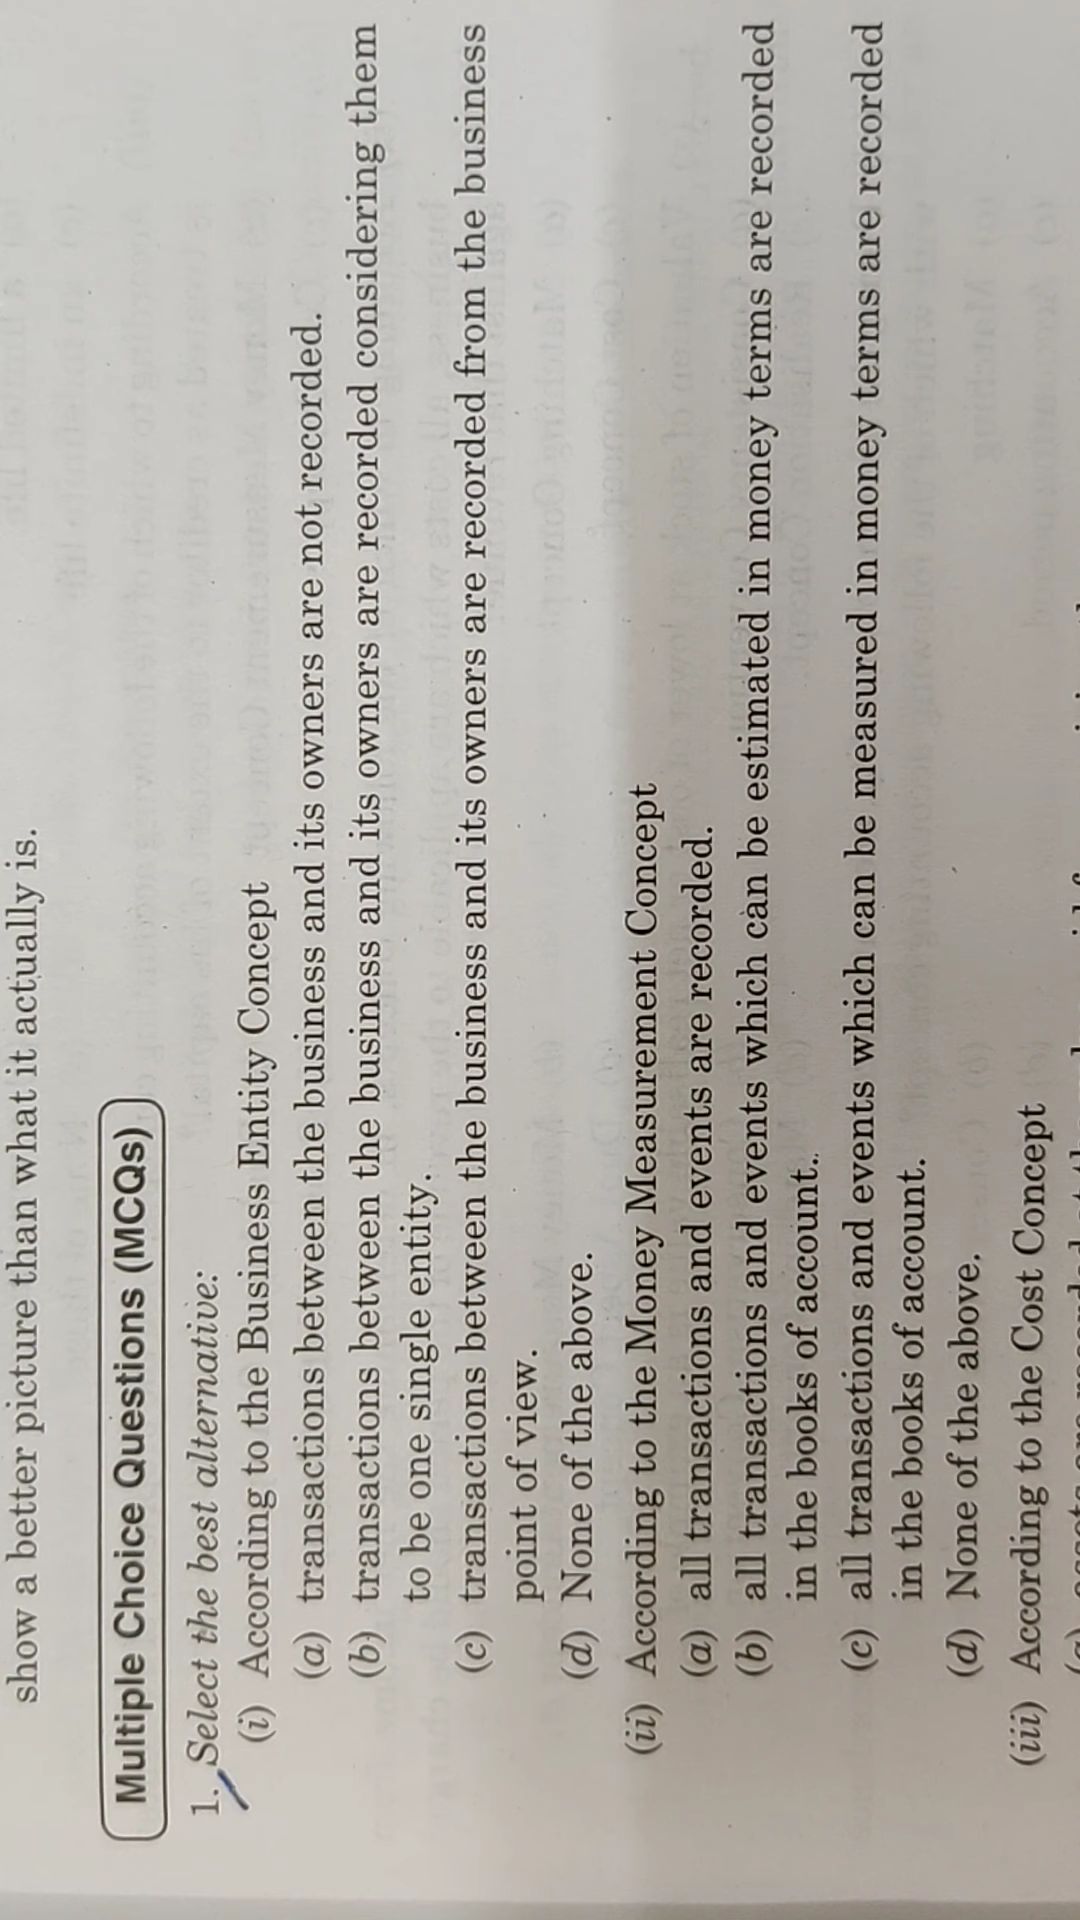 show a better picture than what it actually is.
Multiple Choice Questions (MCQs)
1. Select the best alternative:
(i) According to the Business Entity Concept
(a) transactions between the business and its owners are not recorded.
(b) transactions between the business and its owners are recorded considering them
to be one single entity.
(c) transactions between the business and its owners are recorded from the business
point of view.
(d) None of the above.
(ii) According to the Money Measurement Concept
(a) all transactions and events are recorded.
(b) all transactions and events which can be estimated in money terms are recorded
in the books of account.
(c) all transactions and events which can be measured in money terms are recorded
in the books of account.
(d) None of the above.
(iii) According to the Cost Concept